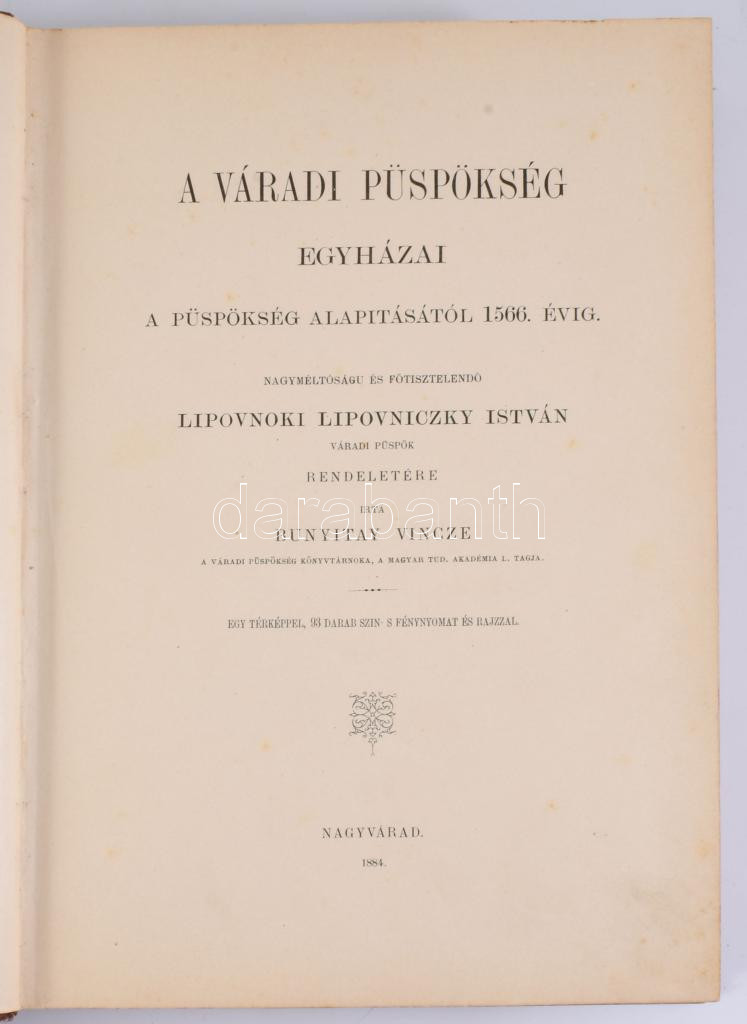 A VÁRADI PÜSPÖKSÉG
EGYHÁZAI
A PÜSPÖKSÉG ALAPITÁSÁTÓL 1566. ÉVIG.
NAGYMÉLTÓSÁGU ÉS FŐTISZTELENDŐ
LIPOVNOKI LIPOVNICZKY ISTVÁN
VÁRADI PÜSPÖK
RENDELETÉRE
IRTA
darabanth
BUNYITAY VINCZE
A VÁRADI PÜSPÖKSÉG KÖNYVTÁRNOKA, A MAGYAR TUD. AKADÉMIA L. TAGJA.
EGY TÉRKÉPPEL, 93 DARAB SZIN- S FÉNYNYOMAT ÉS RAJZZAL.
NAGYVÁRAD.
1884.